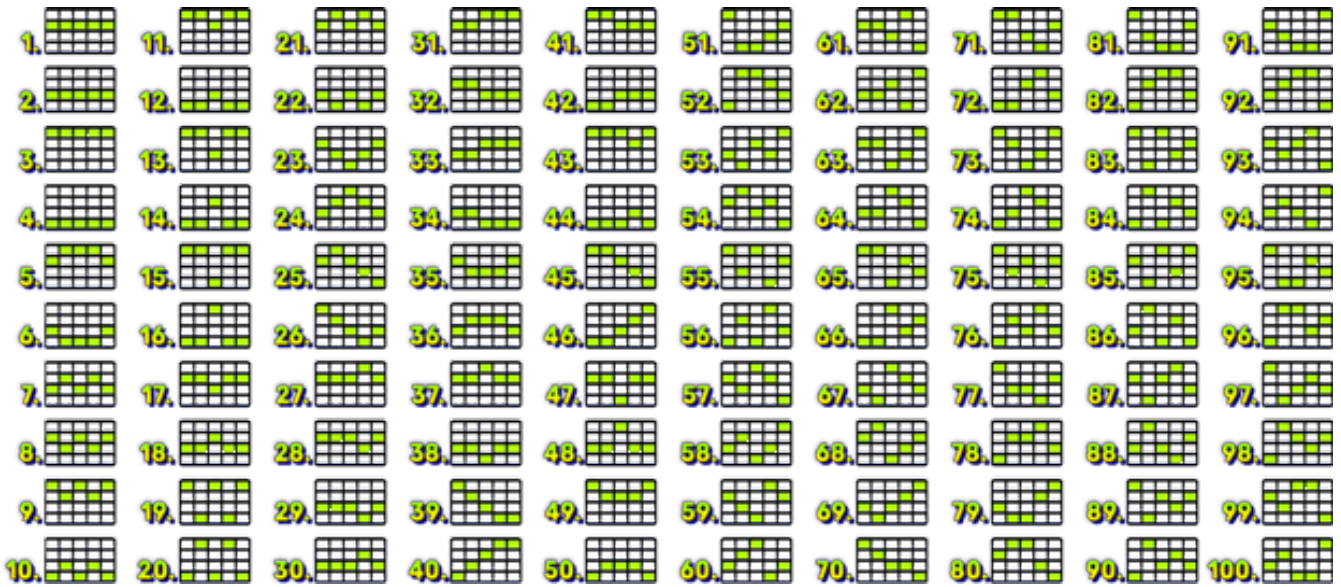 1. 11. 21. 31. 41. 51. 61. 71. 81. 91.
2. 12. 22. 32. 42. 52. 62. 72. 82. 92.
3. 13. 23. 33. 43. 53. 63. 73. 83. 93.
4. 14. 24. 34. 44. 54. 64. 74. 84. 94.
5. 15. 25. 35. 45. 55. 65. 75. 85. 95.
6. 16. 26. 36. 46. 56. 66. 76. 86. 96.
7. 17. 27. 37. 47. 57. 67. 77. 87. 97.
8. 18. 28. 38. 48. 58. 68. 78. 88. 98.
9. 19. 29. 39. 49. 59. 69. 79. 89. 99.
10. 20. 30. 40. 50. 60. 70. 80. 90. 100.